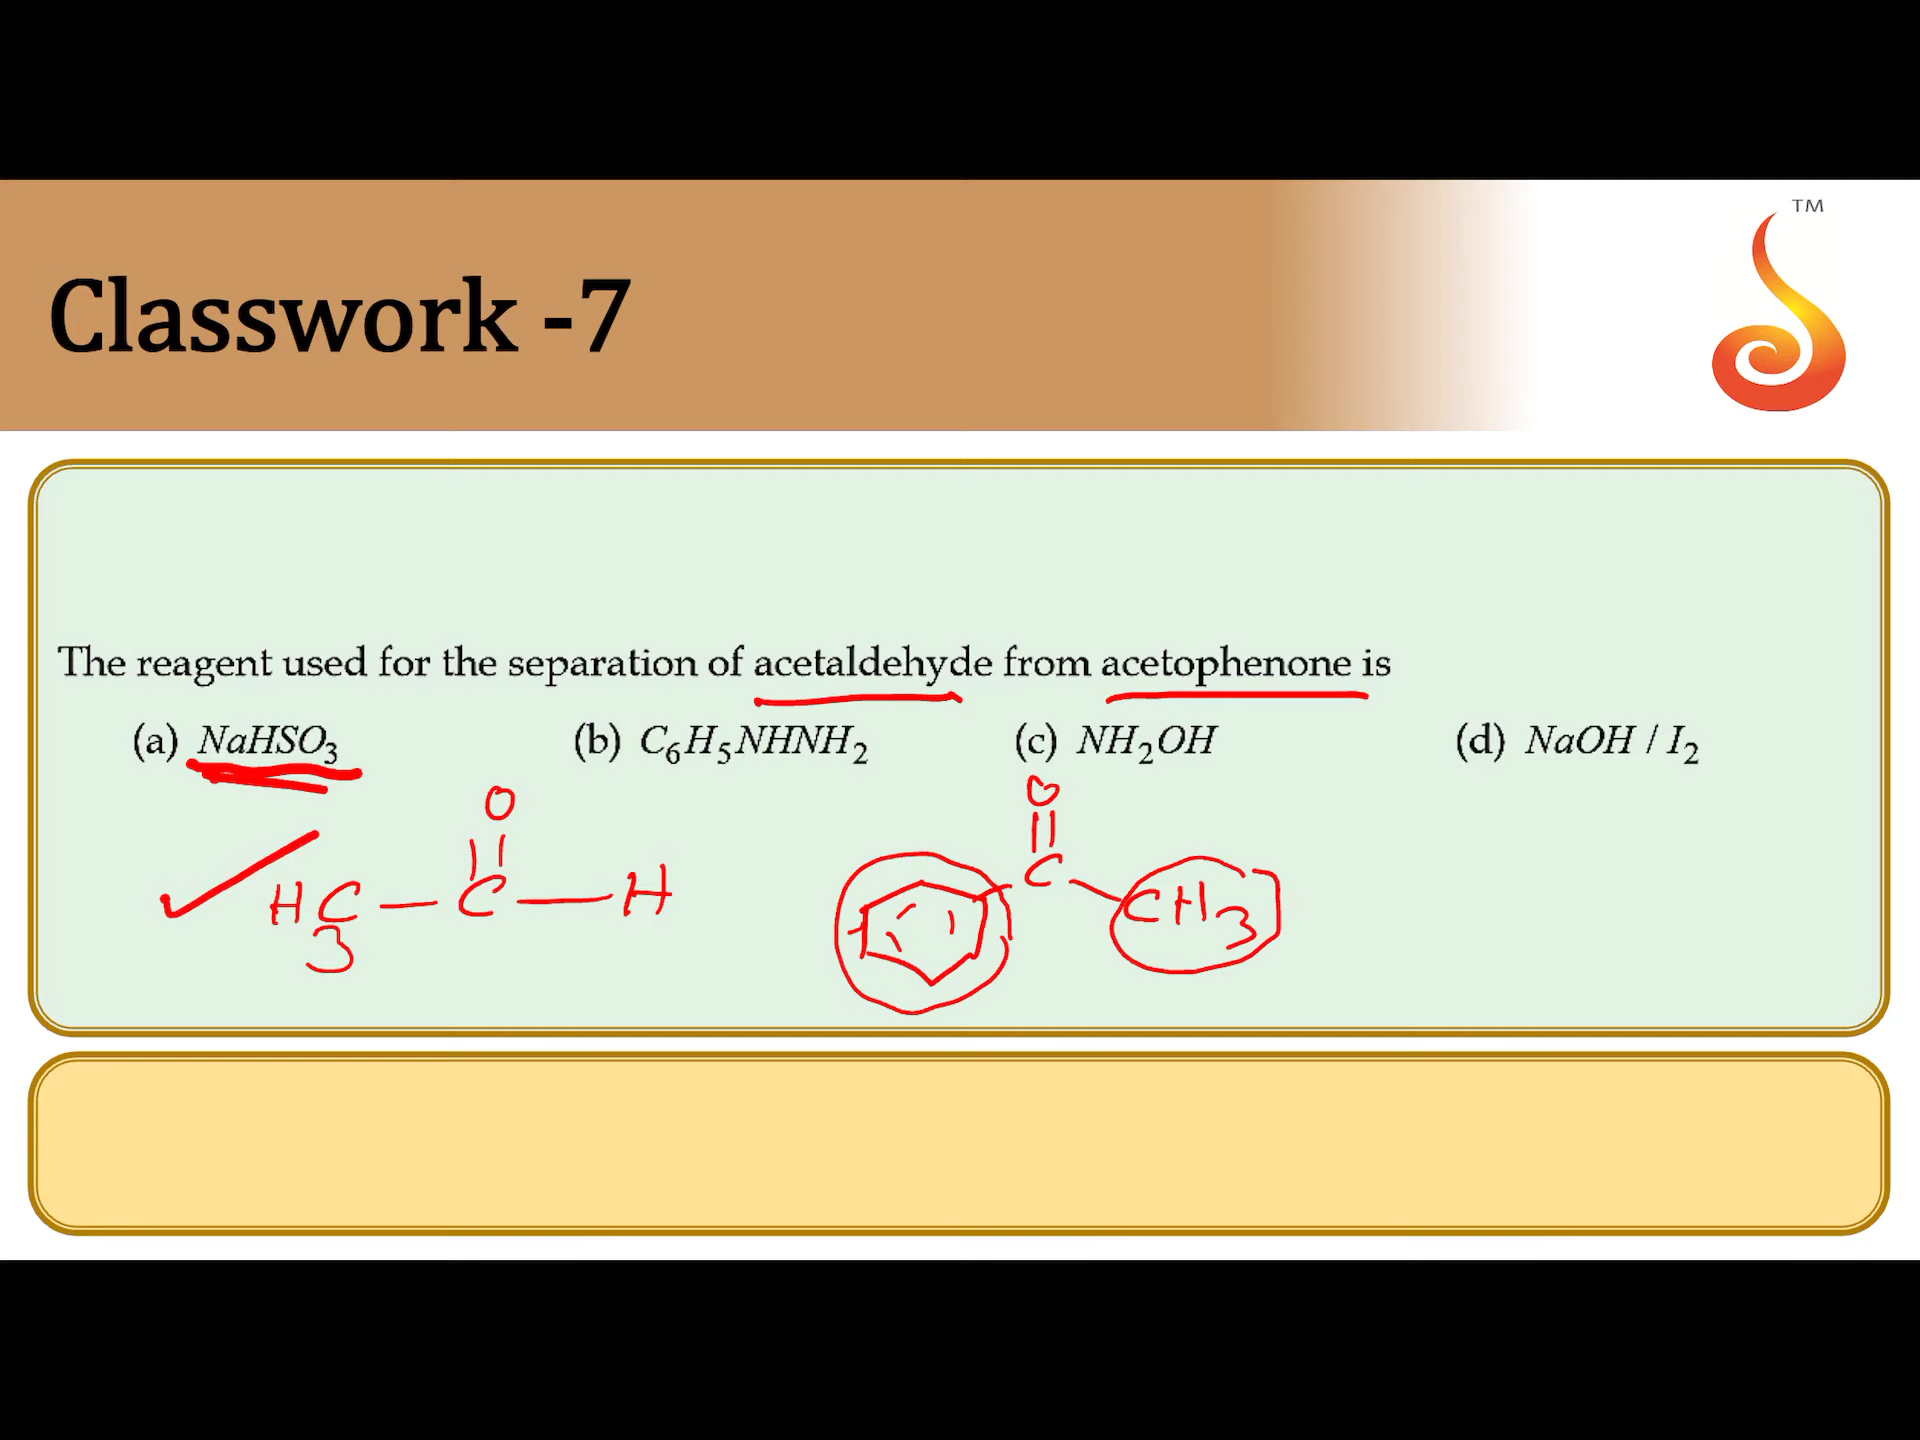 TM
Classwork -7
The reagent used for the separation of acetaldehyde from acetophenone is
(a) NaHSO₃ (b) C₆H₅NHNH₂ (c) NH₂OH (d) NaOH / I₂
O O
|| ||
H₃C — C — H C CH₃